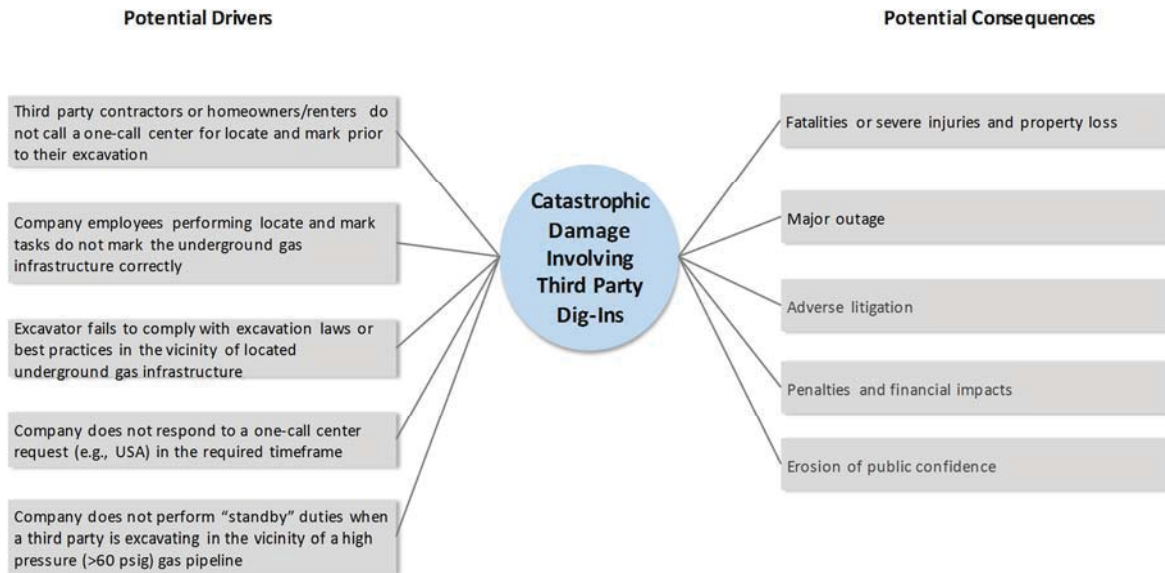 Potential Drivers
Potential Consequences
Third party contractors or homeowners/renters do
not call a one-call center for locate and mark prior
to their excavation
Company employees performing locate and mark
tasks do not mark the underground gas
infrastructure correctly
Excavator fails to comply with excavation laws or
best practices in the vicinity of located
underground gas infrastructure
Company does not respond to a one-call center
request (e.g., USA) in the required timeframe
Company does not perform “standby” duties when
a third party is excavating in the vicinity of a high
pressure (>60 psig) gas pipeline
Catastrophic
Damage
Involving
Third Party
Dig-Ins
Fatalities or severe injuries and property loss
Major outage
Adverse litigation
Penalties and financial impacts
Erosion of public confidence